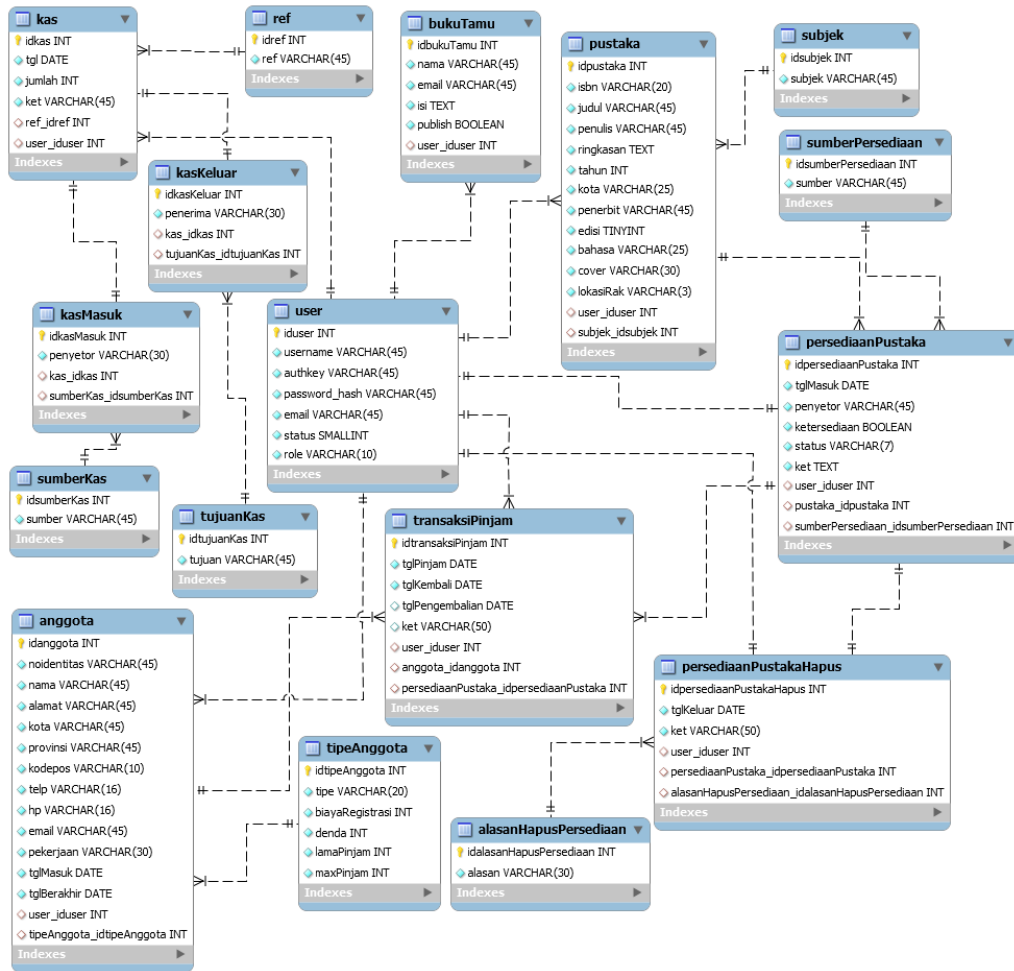 kas
idkas INT
tgl DATE
jumlah INT
ket VARCHAR(45)
ref_idref INT
user_iduser INT
Indexes
ref
idref INT
ref VARCHAR(45)
Indexes
bukuTamu
idbukuTamu INT
nama VARCHAR(45)
email VARCHAR(45)
isi TEXT
publish BOOLEAN
user_iduser INT
Indexes
pustaka
idpustaka INT
isbn VARCHAR(20)
judul VARCHAR(45)
penulis VARCHAR(45)
ringkasan TEXT
tahun INT
kota VARCHAR(25)
penerbit VARCHAR(45)
edisi TINYINT
bahasa VARCHAR(25)
cover VARCHAR(30)
lokasiRak VARCHAR(3)
user_iduser INT
subjek_idsubjek INT
Indexes
subjek
idsubjek INT
subjek VARCHAR(45)
Indexes
sumberPersediaan
idsumberPersediaan INT
sumber VARCHAR(45)
Indexes
kasKeluar
idkasKeluar INT
penerima VARCHAR(30)
kas_idkas INT
tujuanKas_idtujuanKas INT
Indexes
kasMasuk
idkasMasuk INT
penyetor VARCHAR(30)
kas_idkas INT
sumberKas_idsumberKas INT
Indexes
user
iduser INT
username VARCHAR(45)
authkey VARCHAR(45)
password_hash VARCHAR(45)
email VARCHAR(45)
status SMALLINT
role VARCHAR(10)
Indexes
persediaanPustaka
idpersediaanPustaka INT
tglMasuk DATE
penyetor VARCHAR(45)
ketersediaan BOOLEAN
status VARCHAR(7)
ket TEXT
user_iduser INT
pustaka_idpustaka INT
sumberPersediaan_idsumberPersediaan INT
Indexes
sumberKas
idsumberKas INT
sumber VARCHAR(45)
Indexes
tujuanKas
idtujuanKas INT
tujuan VARCHAR(45)
Indexes
transaksiPinjam
idtransaksiPinjam INT
tglPinjam DATE
tglKembali DATE
tglPengembalian DATE
ket VARCHAR(50)
user_iduser INT
anggota_idanggota INT
persediaanPustaka_idpersediaanPustaka INT
Indexes
anggota
idanggota INT
noidentitas VARCHAR(45)
nama VARCHAR(45)
alamat VARCHAR(45)
kota VARCHAR(45)
provinsi VARCHAR(45)
kodepos VARCHAR(10)
telp VARCHAR(16)
hp VARCHAR(16)
email VARCHAR(45)
pekerjaan VARCHAR(30)
tglMasuk DATE
tglBerakhir DATE
user_iduser INT
tipeAnggota_idtipeAnggota INT
Indexes
persediaanPustakaHapus
idpersediaanPustakaHapus INT
tglKeluar DATE
ket VARCHAR(50)
user_iduser INT
persediaanPustaka_idpersediaanPustaka INT
alasanHapusPersediaan_idalasanHapusPersediaan INT
Indexes
tipeAnggota
idtipeAnggota INT
tipe VARCHAR(20)
biayaRegistrasi INT
denda INT
lamaPinjam INT
maxPinjam INT
Indexes
alasanHapusPersediaan
idalasanHapusPersediaan INT
alasan VARCHAR(30)
Indexes